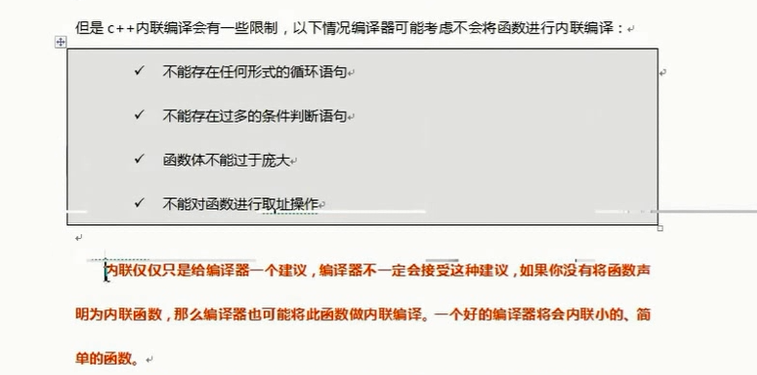 但是 c++内联编译会有一些限制，以下情况编译器可能考虑不会将函数进行内联编译：
✓ 不能存在任何形式的循环语句
✓ 不能存在过多的条件判断语句
✓ 函数体不能过于庞大
✓ 不能对函数进行取址操作
内联仅仅只是给编译器一个建议，编译器不一定会接受这种建议，如果你没有将函数声
明为内联函数，那么编译器也可能将此函数做内联编译。一个好的编译器将会内联小的、简
单的函数。